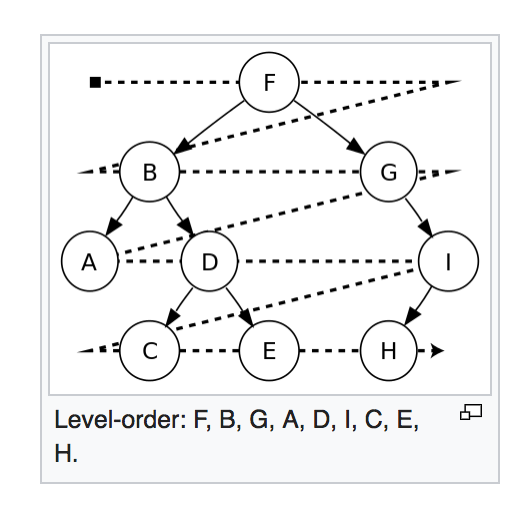 F
B G
A D I
C E H
Level-order: F, B, G, A, D, I, C, E,
H.